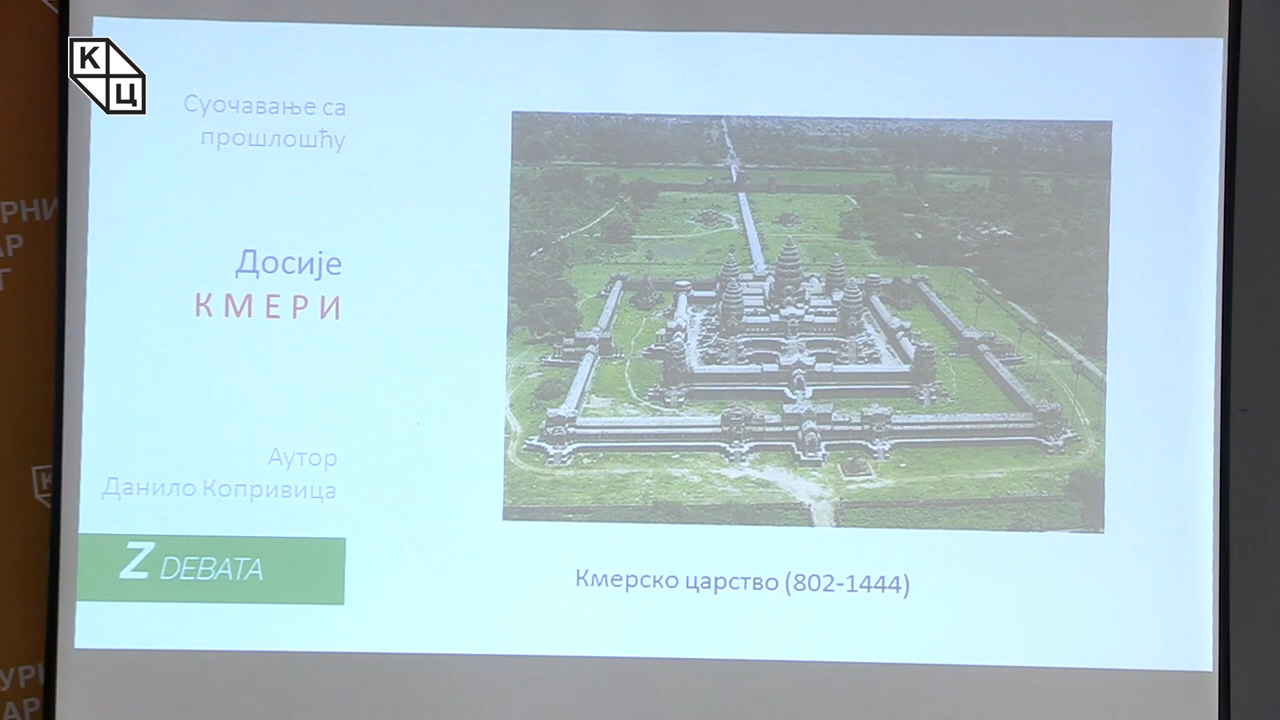 К
Ц
Суочавање са
прошлошћу
Досије
КМЕРИ
Аутор
Данило Копривица
Z DEBATA
Кмерско царство (802-1444)